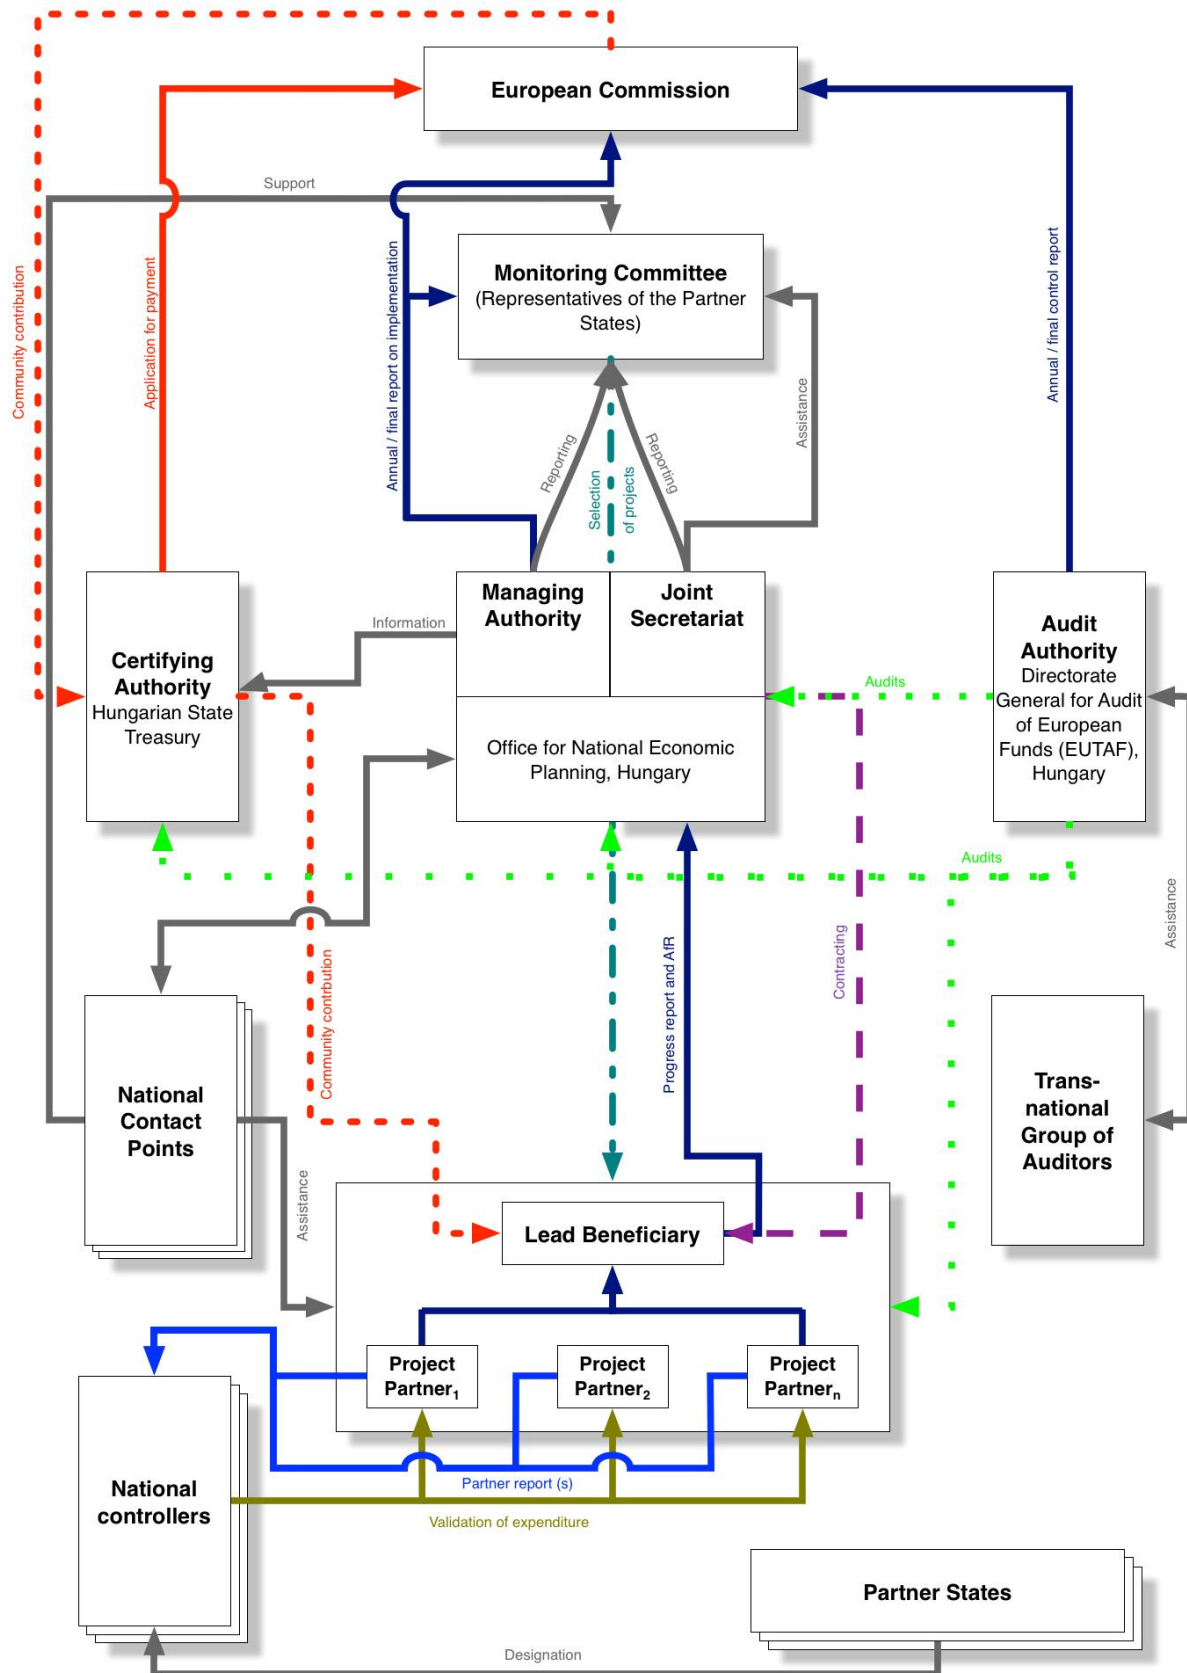 European Commission
Support
Community contribution
Application for payment
Annual / final report on implementation
Annual / final control report
Monitoring Committee
(Representatives of the Partner
States)
Assistance
Reporting
Reporting
Selection
of projects
Managing
Authority
Joint
Secretariat
Information
Certifying
Authority
Hungarian State
Treasury
Office for National Economic
Planning, Hungary
Audits
Audit
Authority
Directorate
General for Audit
of European
Funds (EUTAF),
Hungary
Audits
Assistance
Community contrbution
Progress report and AfR
Contracting
National
Contact
Points
Trans-
national
Group of
Auditors
Assistance
Lead Beneficiary
Project
Partner1
Project
Partner2
Project
Partnern
National
controllers
Partner report (s)
Validation of expenditure
Partner States
Designation